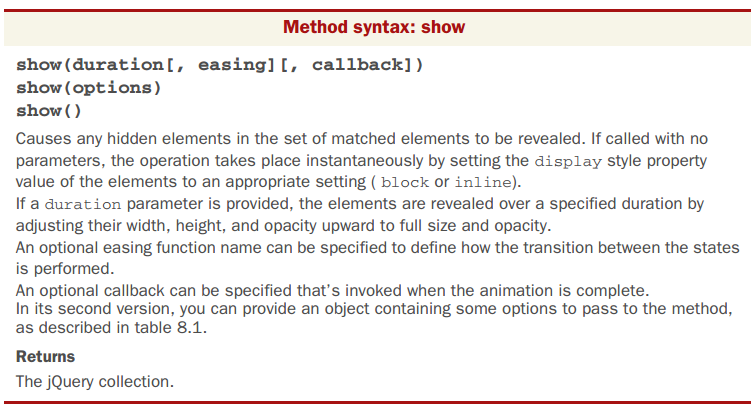 Method syntax: show
show(duration[, easing][, callback])
show(options)
show()
Causes any hidden elements in the set of matched elements to be revealed. If called with no
parameters, the operation takes place instantaneously by setting the display style property
value of the elements to an appropriate setting ( block or inline).
If a duration parameter is provided, the elements are revealed over a specified duration by
adjusting their width, height, and opacity upward to full size and opacity.
An optional easing function name can be specified to define how the transition between the states
is performed.
An optional callback can be specified that’s invoked when the animation is complete.
In its second version, you can provide an object containing some options to pass to the method,
as described in table 8.1.
Returns
The jQuery collection.